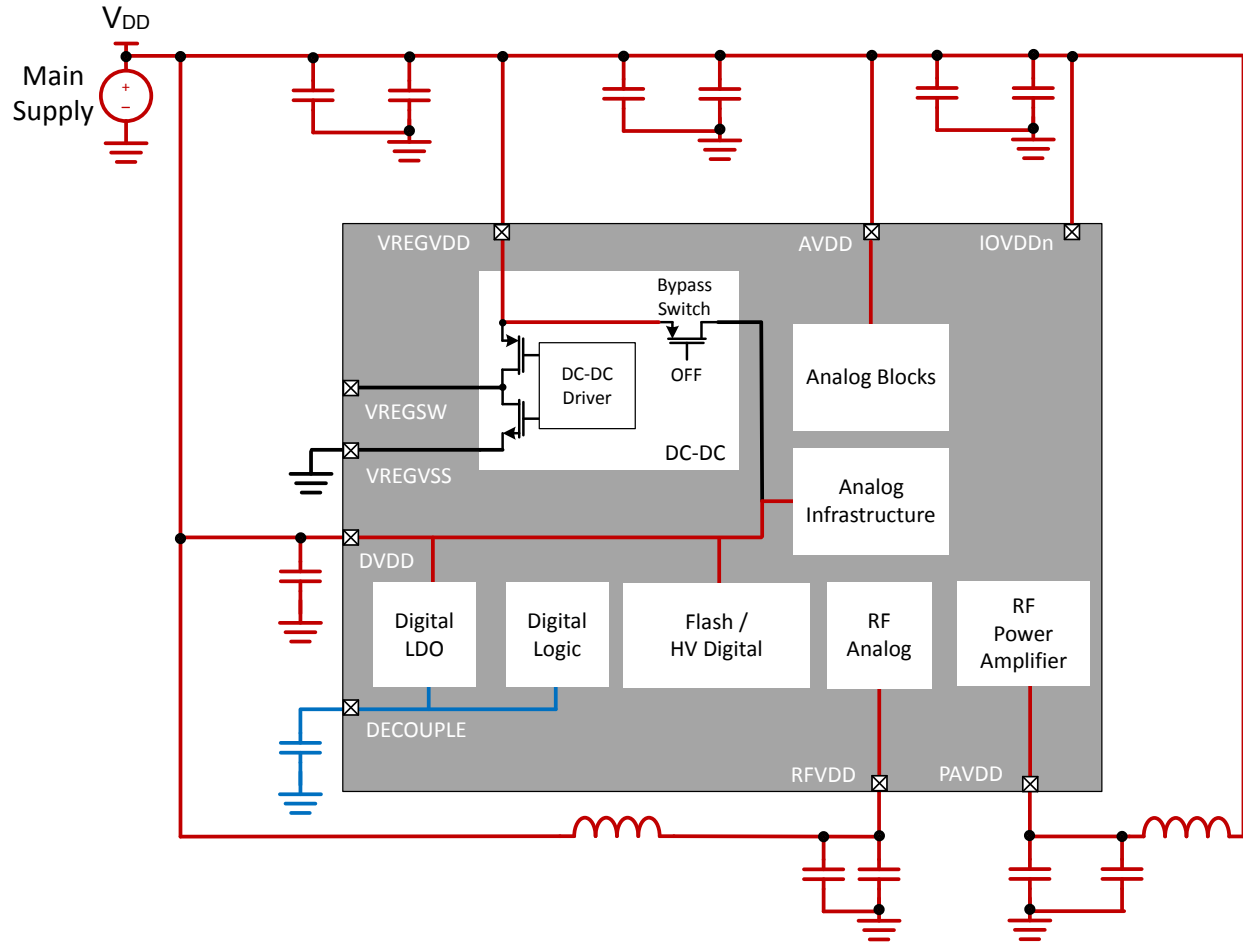 VDD
Main
Supply
+
−
VREGVDD
AVDD
IOVDDn
Bypass
Switch
OFF
DC-DC
Driver
DC-DC
VREGSW
VREGVSS
Analog Blocks
Analog
Infrastructure
DVDD
Digital
LDO
Digital
Logic
Flash /
HV Digital
RF
Analog
RF
Power
Amplifier
DECOUPLE
RFVDD
PAVDD